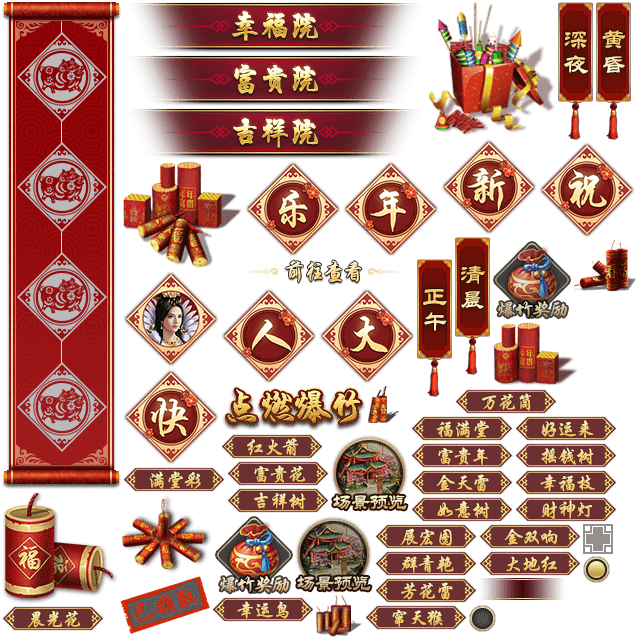 幸福院
富貴院
吉祥院
深夜
黄昏
乐
年
新
祝
前往查看
正午
清晨
爆竹奖励
人
大
快
点燃爆竹
万花筒
红火箭
福满堂
好运来
富贵花
富贵年
摇钱树
满堂彩
吉祥树
场景预览
金天雷
幸福枝
如意树
财神灯
福
爆竹奖励
场景预览
展宏图
金双响
群青艳
大地红
已领取
芳花雷
晨光花
幸运鸟
窜天猴